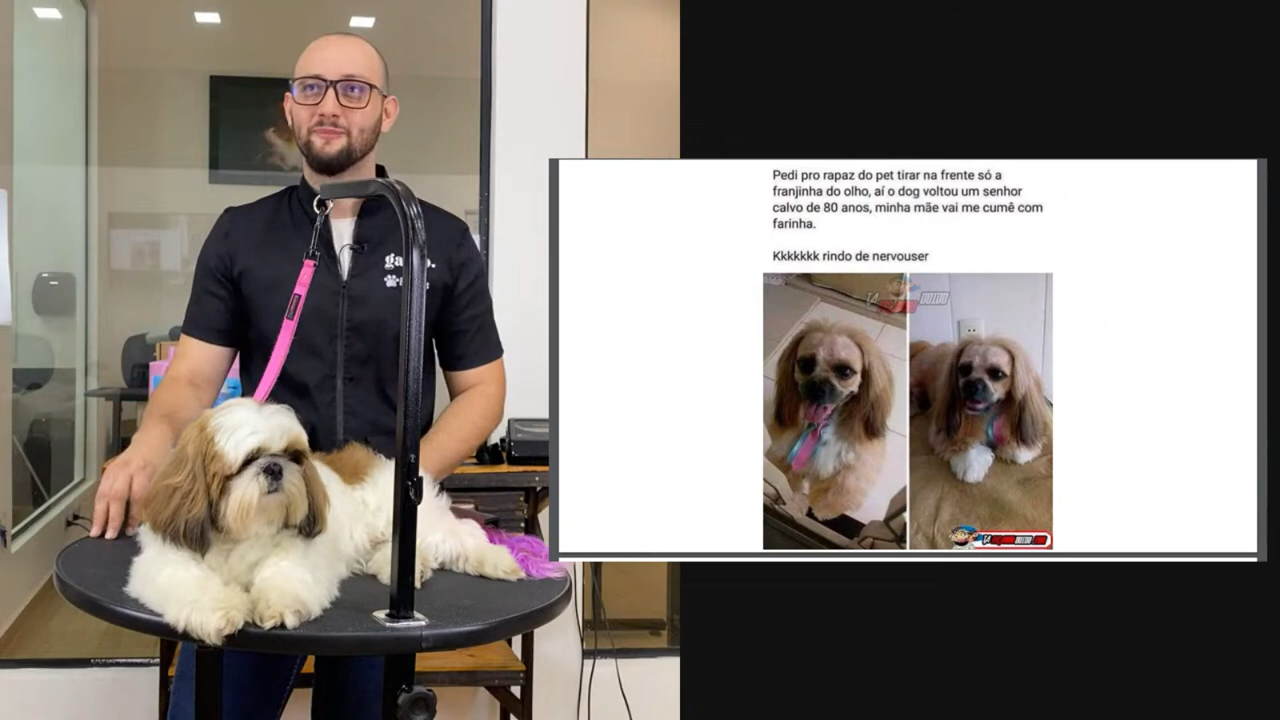 Pedi pro rapaz do pet tirar na frente só a
franjinha do olho, aí o dog voltou um senhor
calvo de 80 anos, minha mãe vai me cumê com
farinha.
Kkkkkkk rindo de nervouser